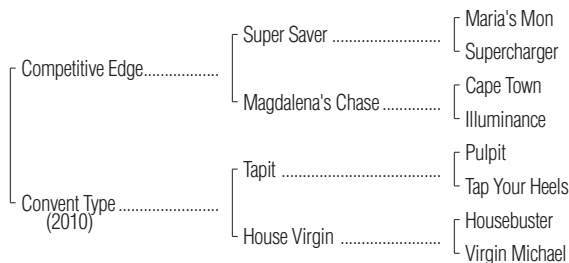 Maria's Mon
Super Saver ..........................
Supercharger
Competitive Edge..................
Cape Town
Magdalena's Chase ..............
Illuminance
Pulpit
Tapit ......................................
Tap Your Heels
Convent Type ........................
(2010)
Housebuster
House Virgin ........................
Virgin Michael